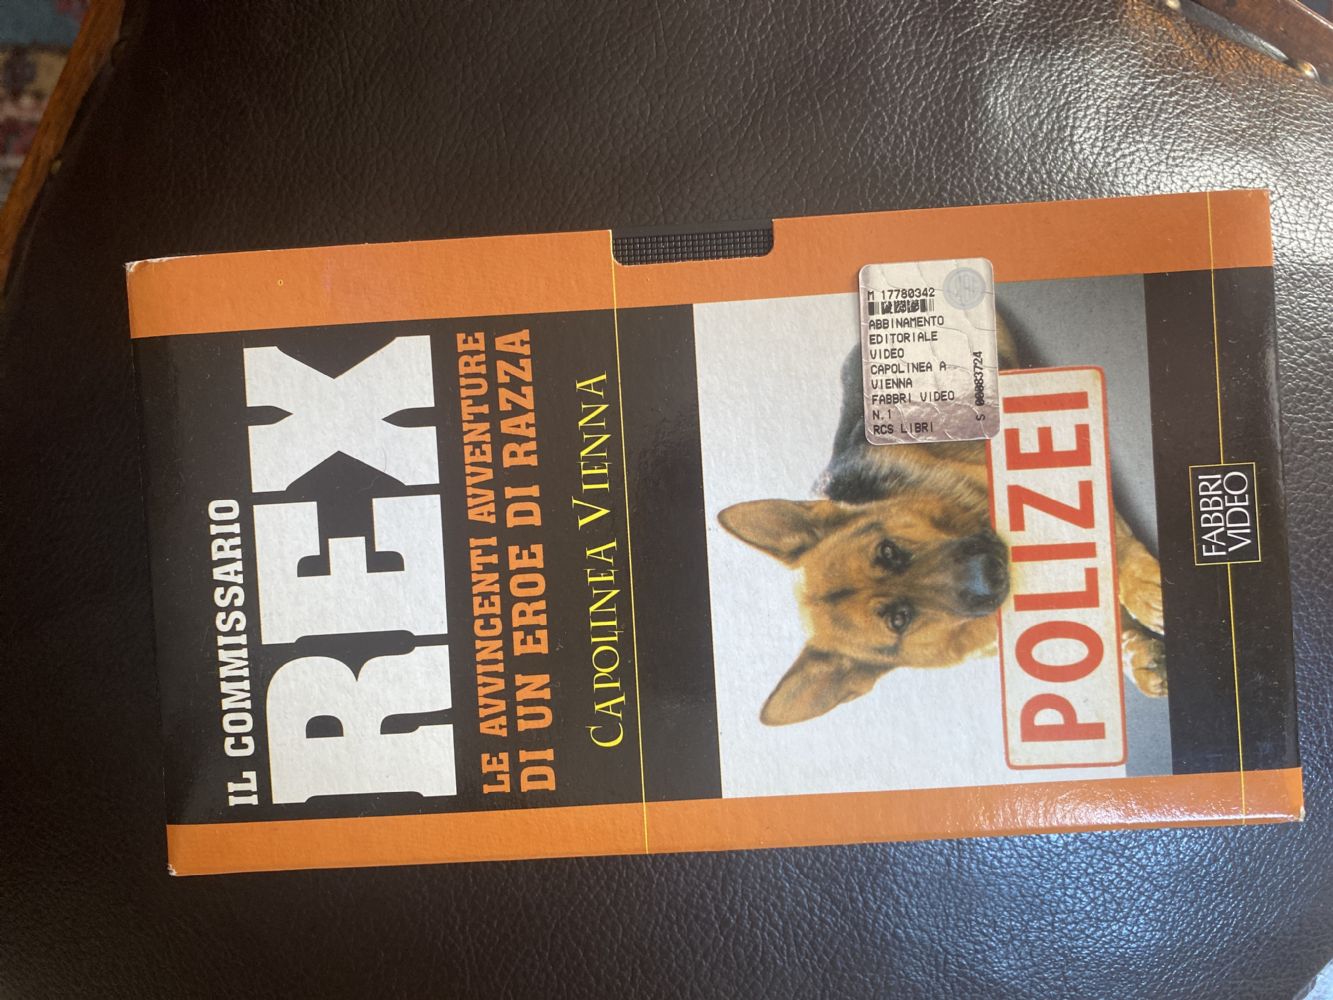 IL COMMISSARIO
REX
LE AVVINCENTI AVVENTURE
DI UN EROE DI RAZZA
CAPOLINEA VIENNA
M 17780342
ABBINAMENTO
EDITORIALE
VIDEO
CAPOLINEA A
VIENNA
FABBRI VIDEO
N.1
RCS LIBRI
S 00083724
POLIZEI
FABBRI
VIDEO